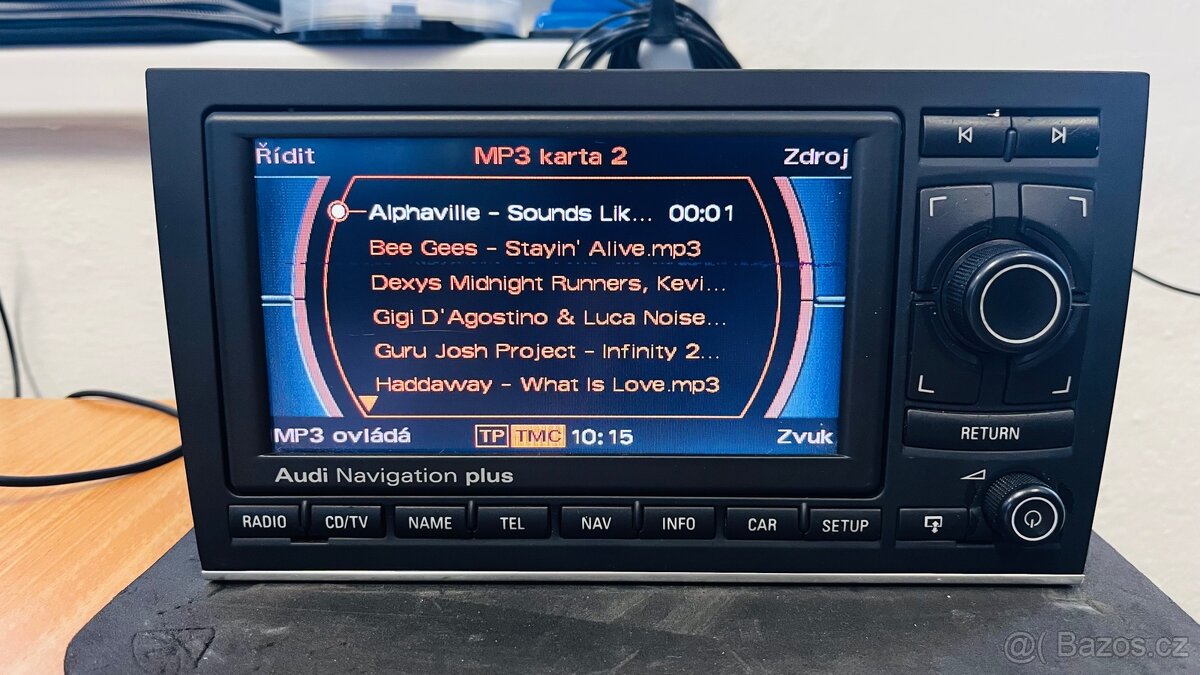 Řídit MP3 karta 2 Zdroj
Alphaville - Sounds Lik... 00:01
Bee Gees - Stayin' Alive.mp3
Dexys Midnight Runners, Kevi...
Gigi D'Agostino & Luca Noise...
Guru Josh Project - Infinity 2...
Haddaway - What Is Love.mp3
MP3 ovládá TP TMC 10:15 Zvuk
RETURN
Audi Navigation plus
RADIO CD/TV NAME TEL NAV INFO CAR SETUP
@( Bazos.cz